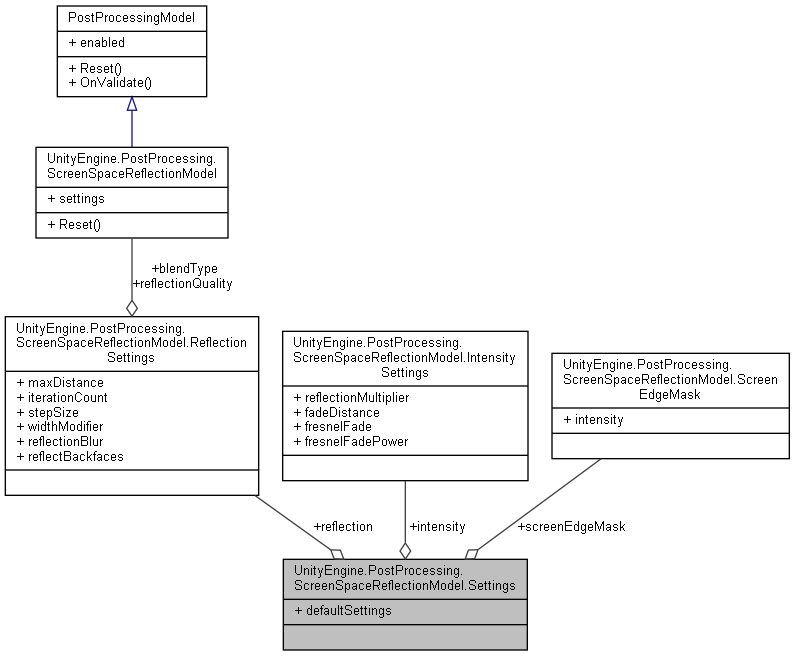 PostProcessingModel
+ enabled
+ Reset()
+ OnValidate()
UnityEngine.PostProcessing.
ScreenSpaceReflectionModel
+ settings
+ Reset()
+blendType
+reflectionQuality
UnityEngine.PostProcessing.
ScreenSpaceReflectionModel.Reflection
Settings
+ maxDistance
+ iterationCount
+ stepSize
+ widthModifier
+ reflectionBlur
+ reflectBackfaces
UnityEngine.PostProcessing.
ScreenSpaceReflectionModel.Intensity
Settings
+ reflectionMultiplier
+ fadeDistance
+ fresnelFade
+ fresnelFadePower
UnityEngine.PostProcessing.
ScreenSpaceReflectionModel.Screen
EdgeMask
+ intensity
+reflection
+intensity
+screenEdgeMask
UnityEngine.PostProcessing.
ScreenSpaceReflectionModel.Settings
+ defaultSettings